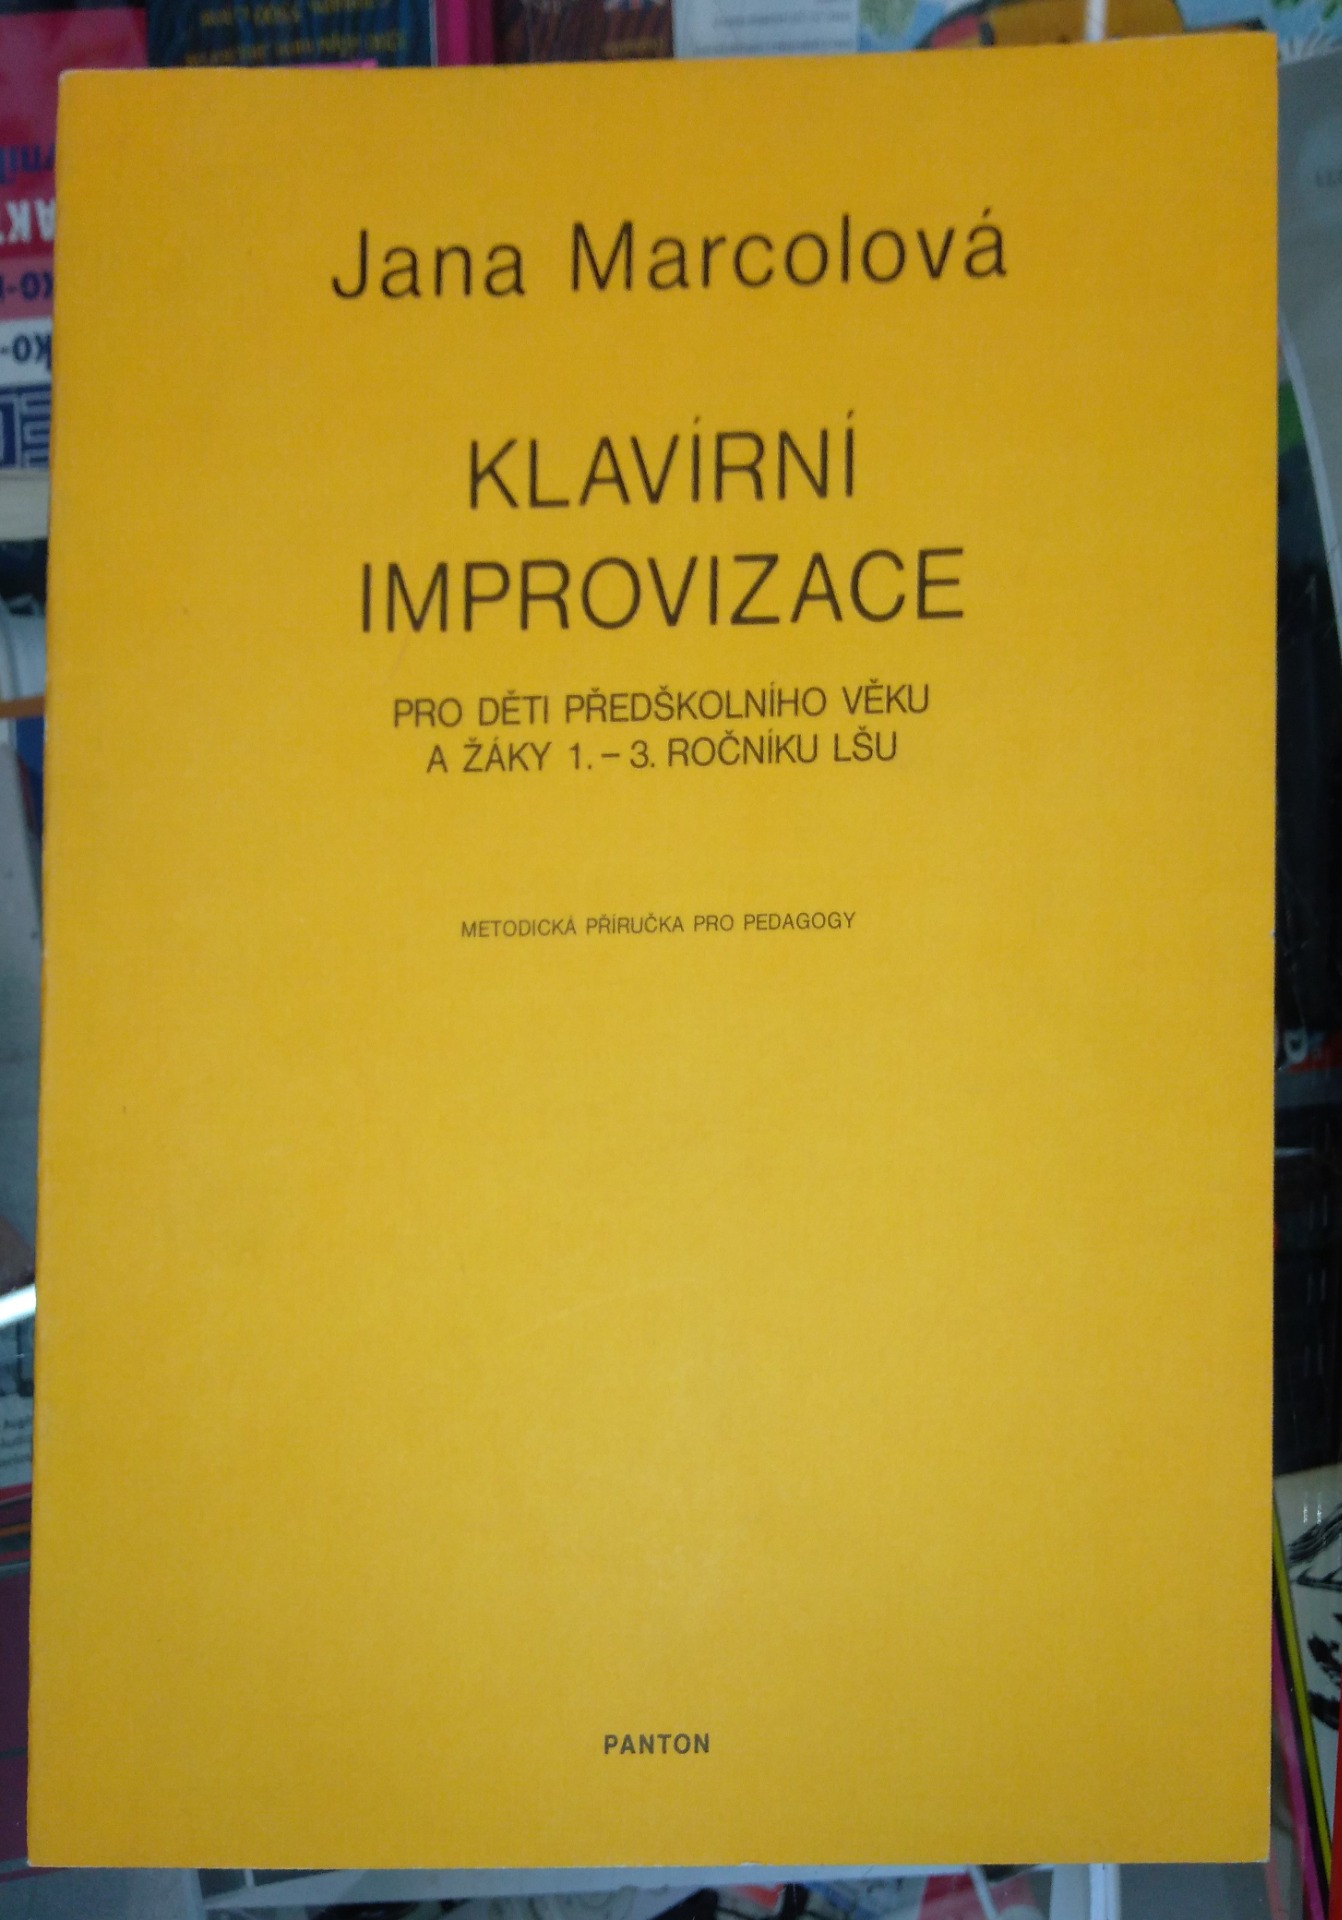 Jana Marcolová
KLAVÍRNÍ
IMPROVIZACE
PRO DĚTI PŘEDŠKOLNÍHO VĚKU
A ŽÁKY 1. – 3. ROČNÍKU LŠU
METODICKÁ PŘÍRUČKA PRO PEDAGOGY
PANTON